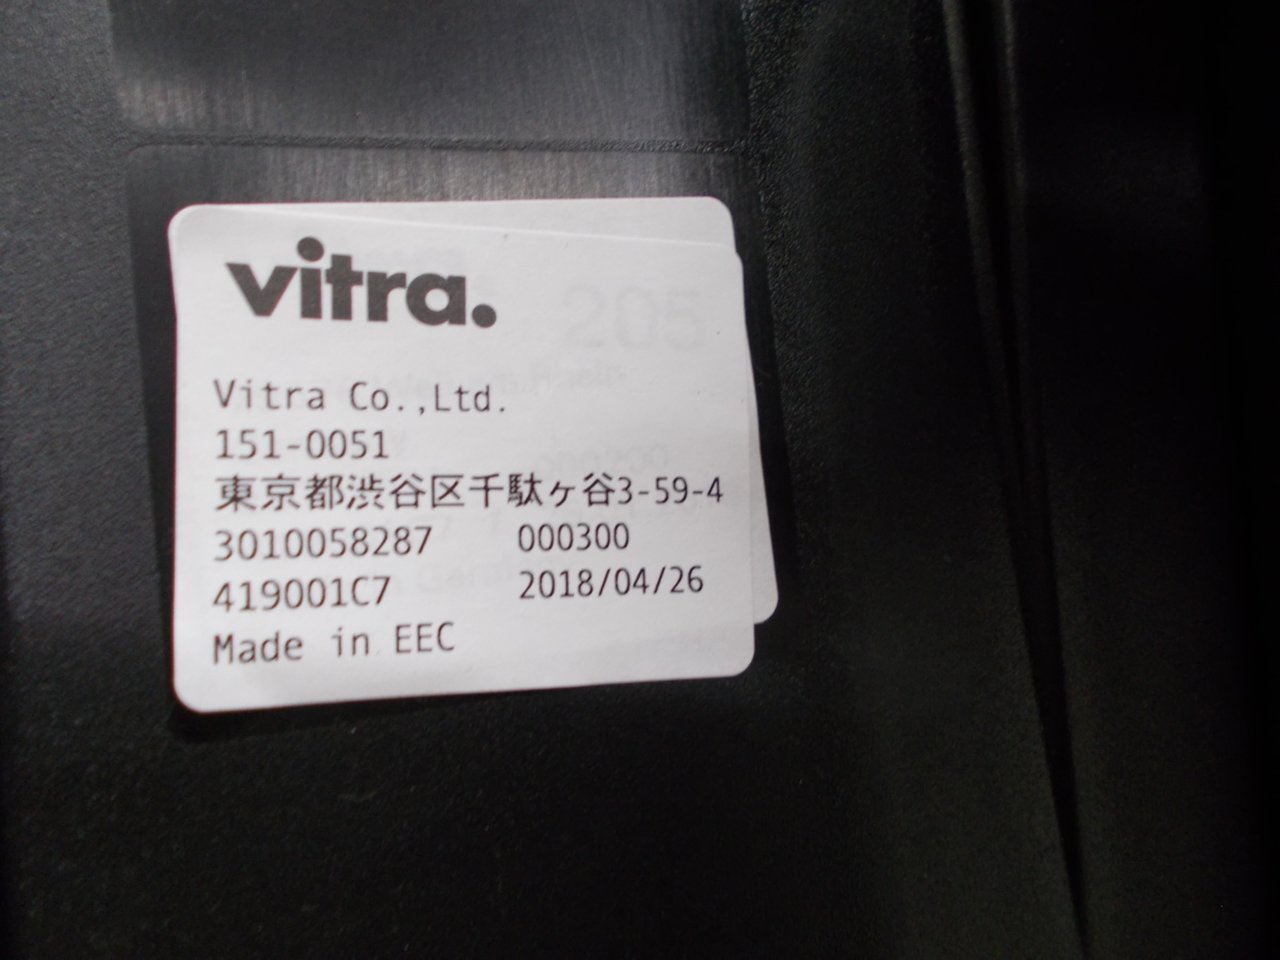 vitra.
Vitra Co.,Ltd.
151-0051
東京都渋谷区千駄ヶ谷3-59-4
3010058287 000300
419001C7 2018/04/26
Made in EEC
205